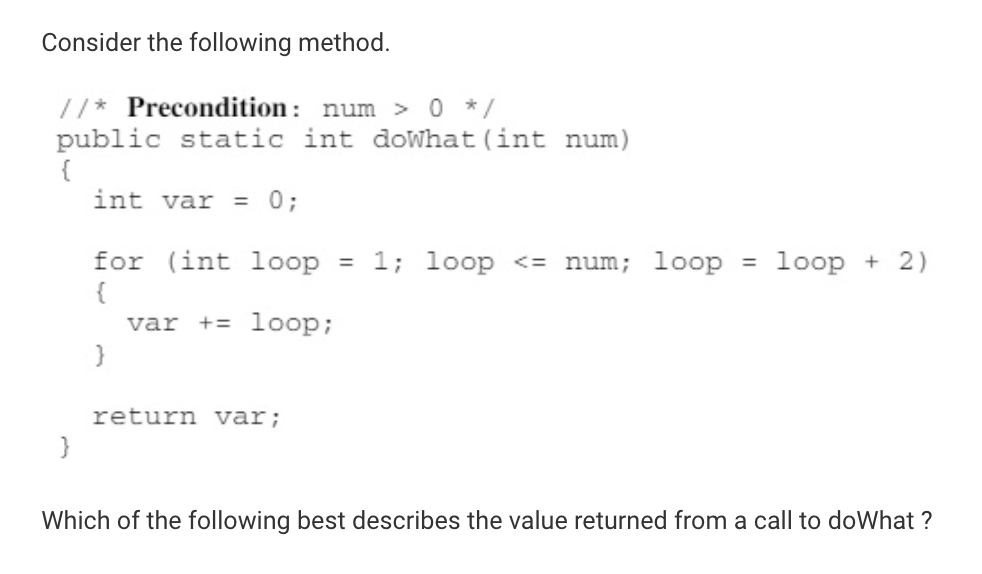 Consider the following method.
//* Precondition: num > 0 */
public static int doWhat(int num)
{
int var = 0;
for (int loop = 1; loop <= num; loop = loop + 2)
{
var += loop;
}
return var;
}
Which of the following best describes the value returned from a call to doWhat ?